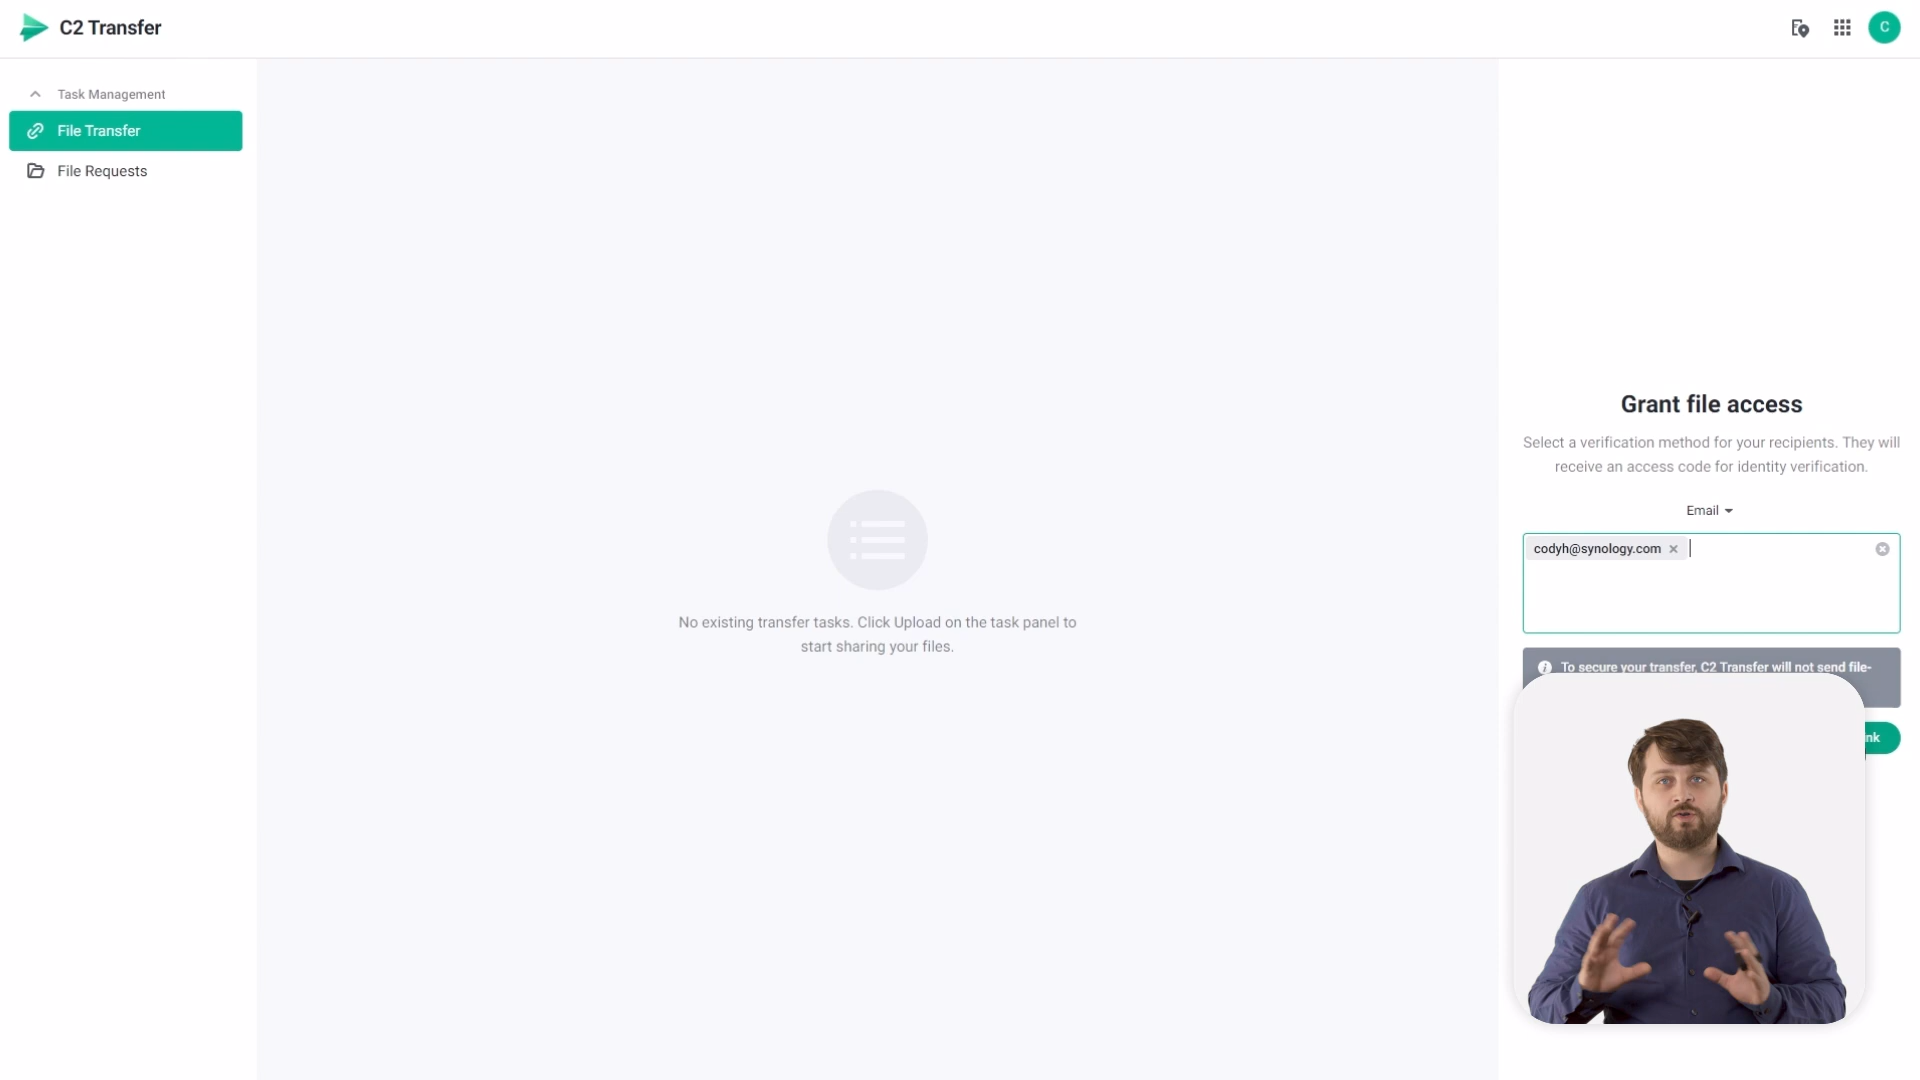 C2 Transfer
C
Task Management
File Transfer
File Requests
No existing transfer tasks. Click Upload on the task panel to
start sharing your files.
Grant file access
Select a verification method for your recipients. They will
receive an access code for identity verification.
Email
codyh@synology.com
To secure your transfer, C2 Transfer will not send file-